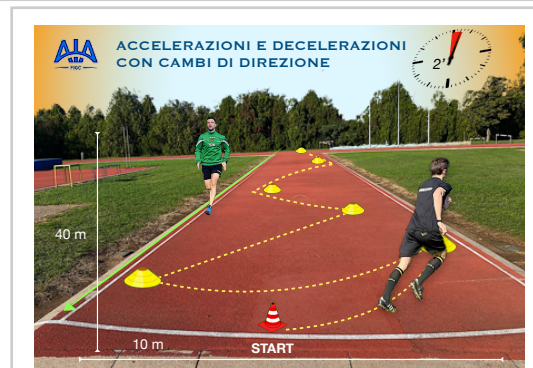 AIA
FIGC
ACCELERAZIONI E DECELERAZIONI
CON CAMBI DI DIREZIONE
2'
40 m
10 m
START